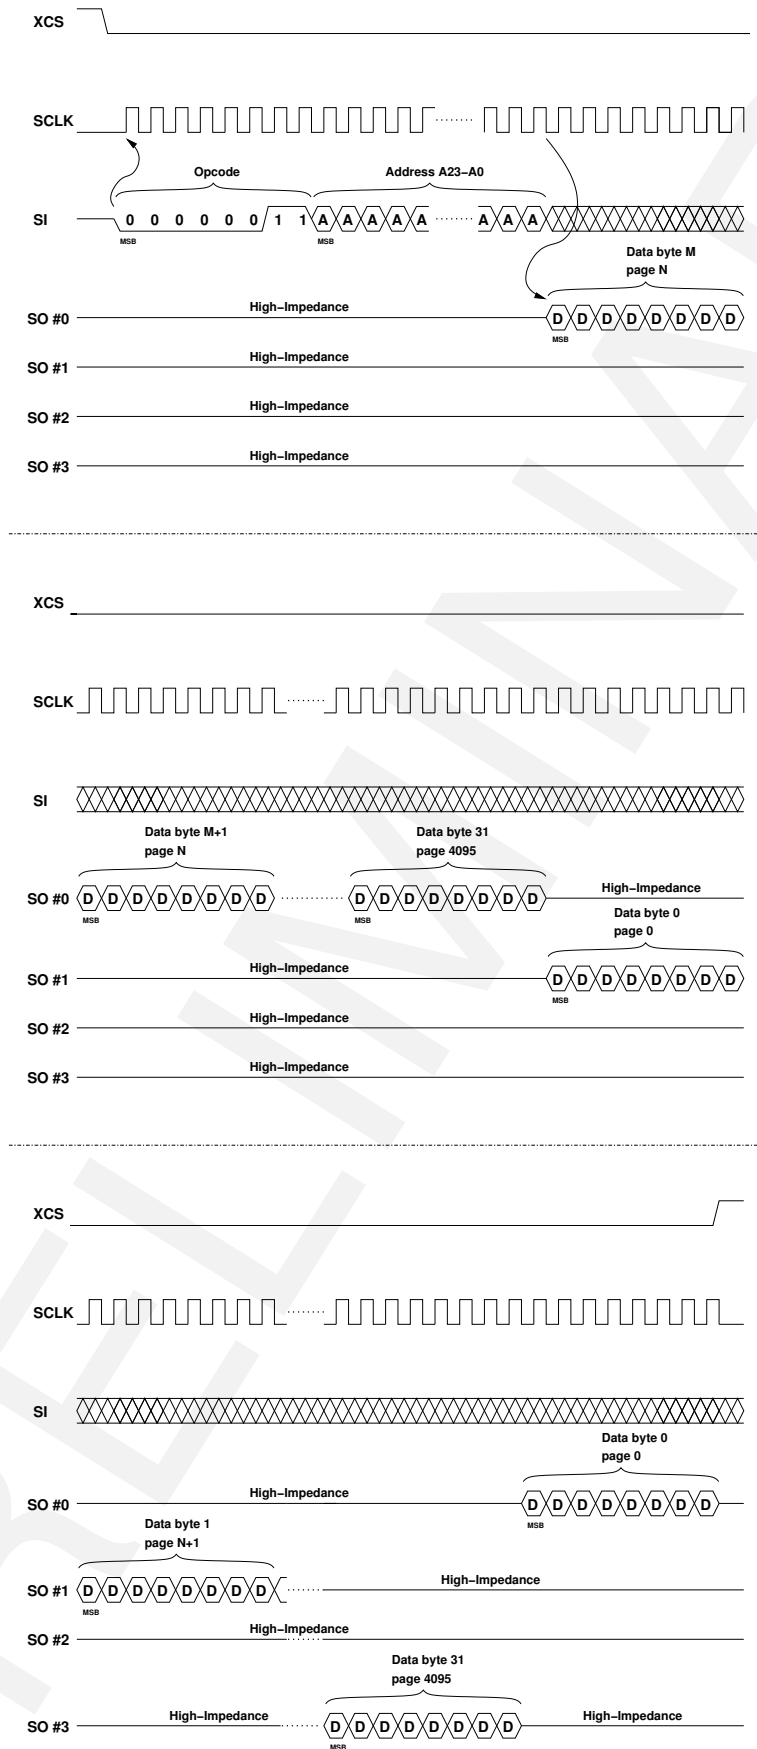 XCS
SCLK
Opcode
Address A23–A0
SI
0 0 0 0 0 0 1 1 A A A A A ........ A A A
MSB
MSB
Data byte M
page N
SO #0
High–Impedance
D D D D D D D D
MSB
SO #1
High–Impedance
SO #2
High–Impedance
SO #3
High–Impedance
XCS
SCLK
SI
Data byte M+1
page N
Data byte 31
page 4095
SO #0
D D D D D D D D
D D D D D D D D
High–Impedance
MSB
MSB
Data byte 0
page 0
SO #1
High–Impedance
D D D D D D D D
MSB
SO #2
High–Impedance
SO #3
High–Impedance
XCS
SCLK
SI
Data byte 0
page 0
SO #0
High–Impedance
D D D D D D D D
MSB
Data byte 1
page N+1
SO #1
D D D D D D D D
High–Impedance
MSB
SO #2
High–Impedance
Data byte 31
page 4095
SO #3
High–Impedance
D D D D D D D D
High–Impedance
MSB
RELIMINA